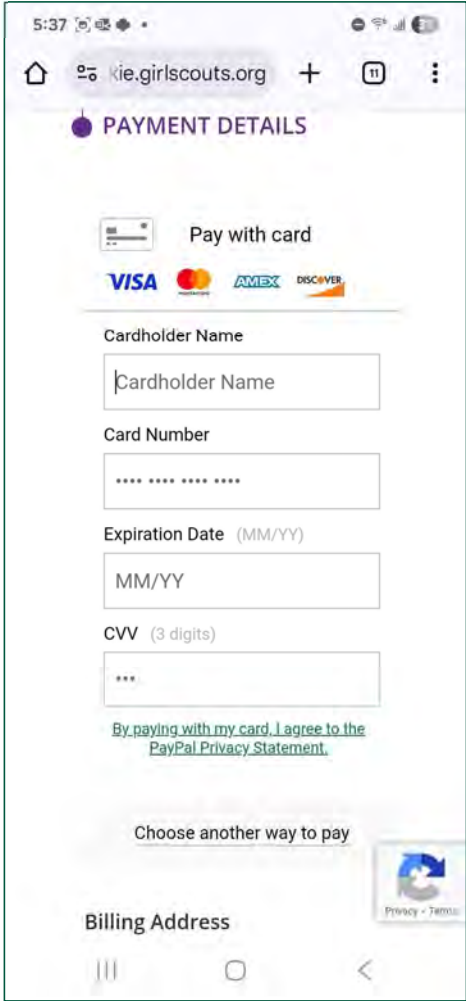 5:37
kie.girlscouts.org
11
PAYMENT DETAILS
Pay with card
VISA
AMEX
DISCOVER
Cardholder Name
Cardholder Name
Card Number
•••• •••• •••• ••••
Expiration Date (MM/YY)
MM/YY
CVV (3 digits)
•••
By paying with my card, I agree to the
PayPal Privacy Statement.
Choose another way to pay
Privacy - Terms
Billing Address